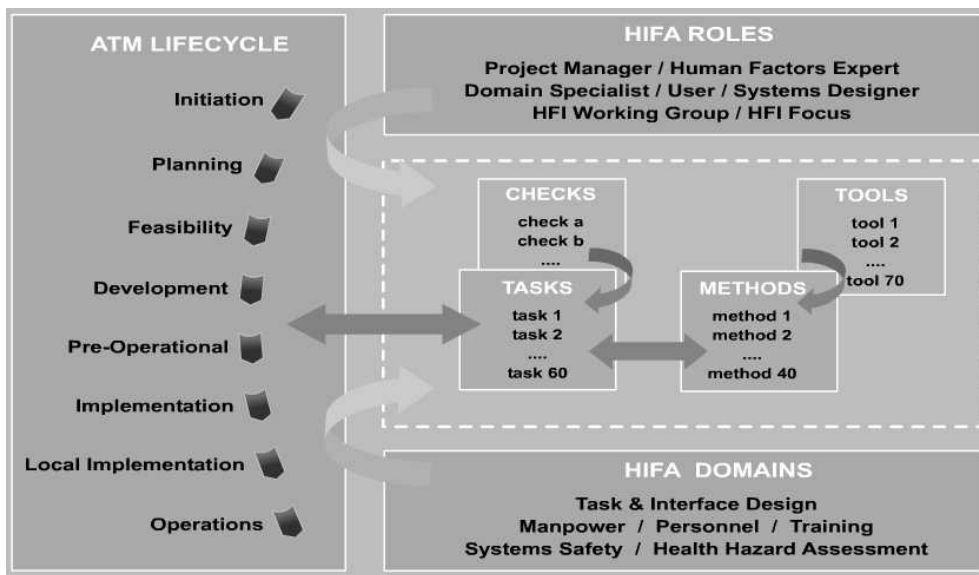 ATM LIFECYCLE
Initiation
Planning
Feasibility
Development
Pre-Operational
Implementation
Local Implementation
Operations
HIFA ROLES
Project Manager / Human Factors Expert
Domain Specialist / User / Systems Designer
HFI Working Group / HFI Focus
CHECKS
check a
check b
....
TASKS
task 1
task 2
....
task 60
TOOLS
tool 1
tool 2
....
tool 70
METHODS
method 1
method 2
....
method 40
HIFA DOMAINS
Task & Interface Design
Manpower / Personnel / Training
Systems Safety / Health Hazard Assessment